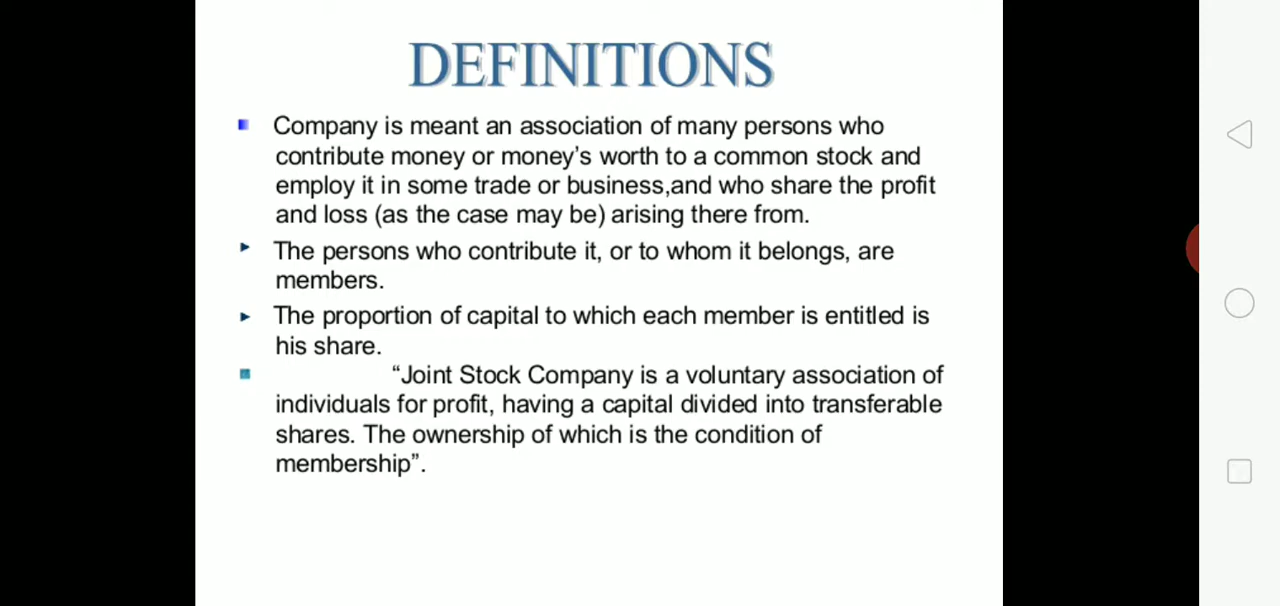 DEFINITIONS
Company is meant an association of many persons who
contribute money or money’s worth to a common stock and
employ it in some trade or business,and who share the profit
and loss (as the case may be) arising there from.
The persons who contribute it, or to whom it belongs, are
members.
The proportion of capital to which each member is entitled is
his share.
“Joint Stock Company is a voluntary association of
individuals for profit, having a capital divided into transferable
shares. The ownership of which is the condition of
membership”.